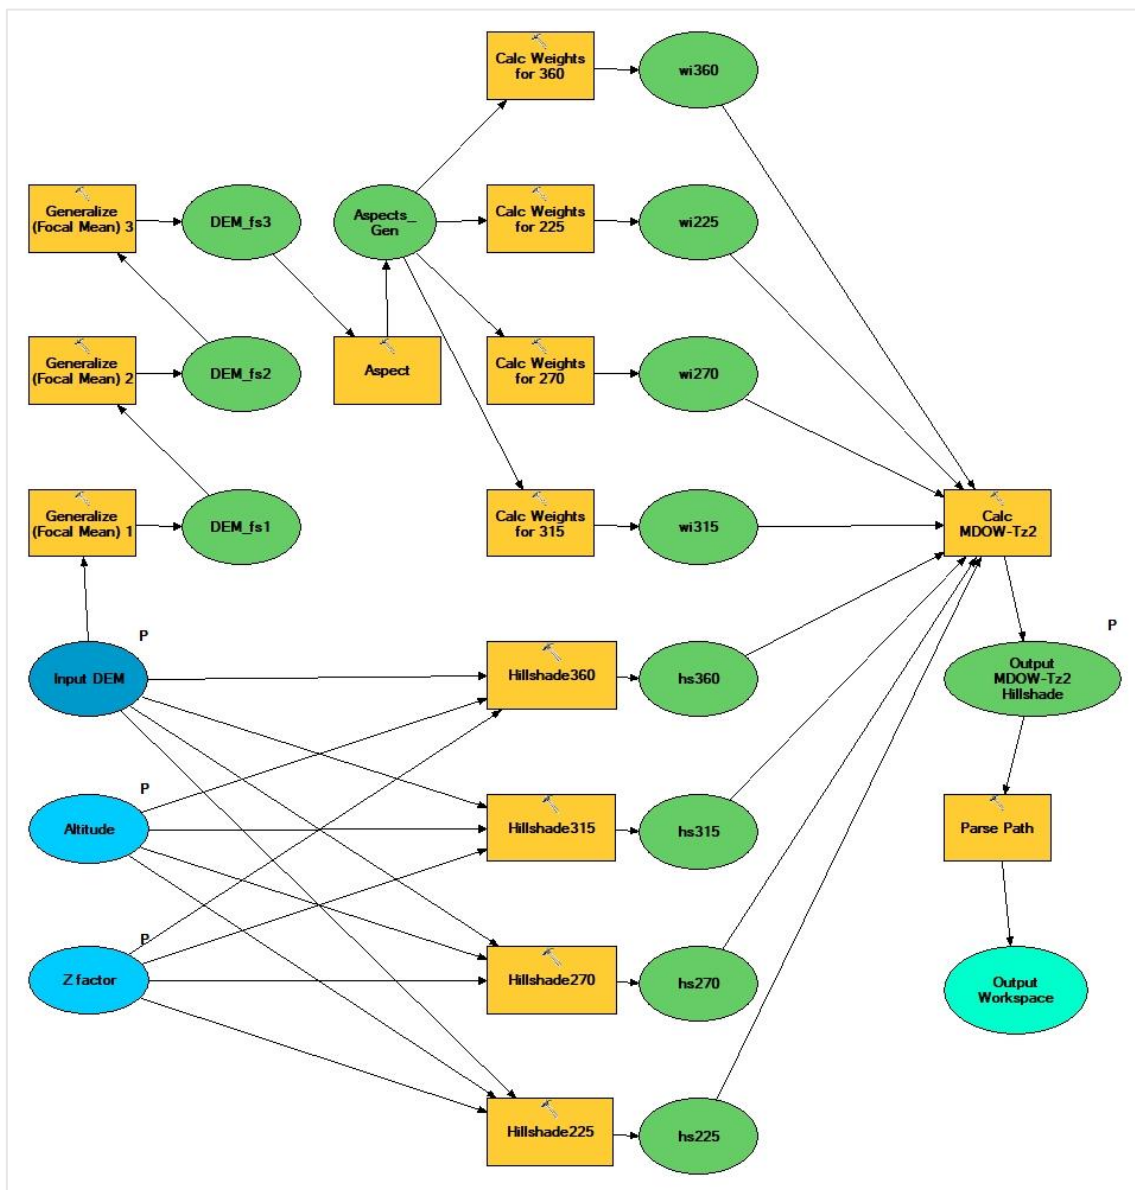 Calc Weights
for 360
wi360
Generalize
(Focal Mean) 3
DEM_fs3
Aspects_
Gen
Calc Weights
for 225
wi225
Generalize
(Focal Mean) 2
DEM_fs2
Aspect
Calc Weights
for 270
wi270
Generalize
(Focal Mean) 1
DEM_fs1
Calc Weights
for 315
wi315
Calc
MDOW-Tz2
P
Input DEM
Hillshade360
hs360
P
Output
MDOW-Tz2
Hillshade
P
Altitude
Hillshade315
hs315
Parse Path
P
Z factor
Hillshade270
hs270
Output
Workspace
Hillshade225
hs225